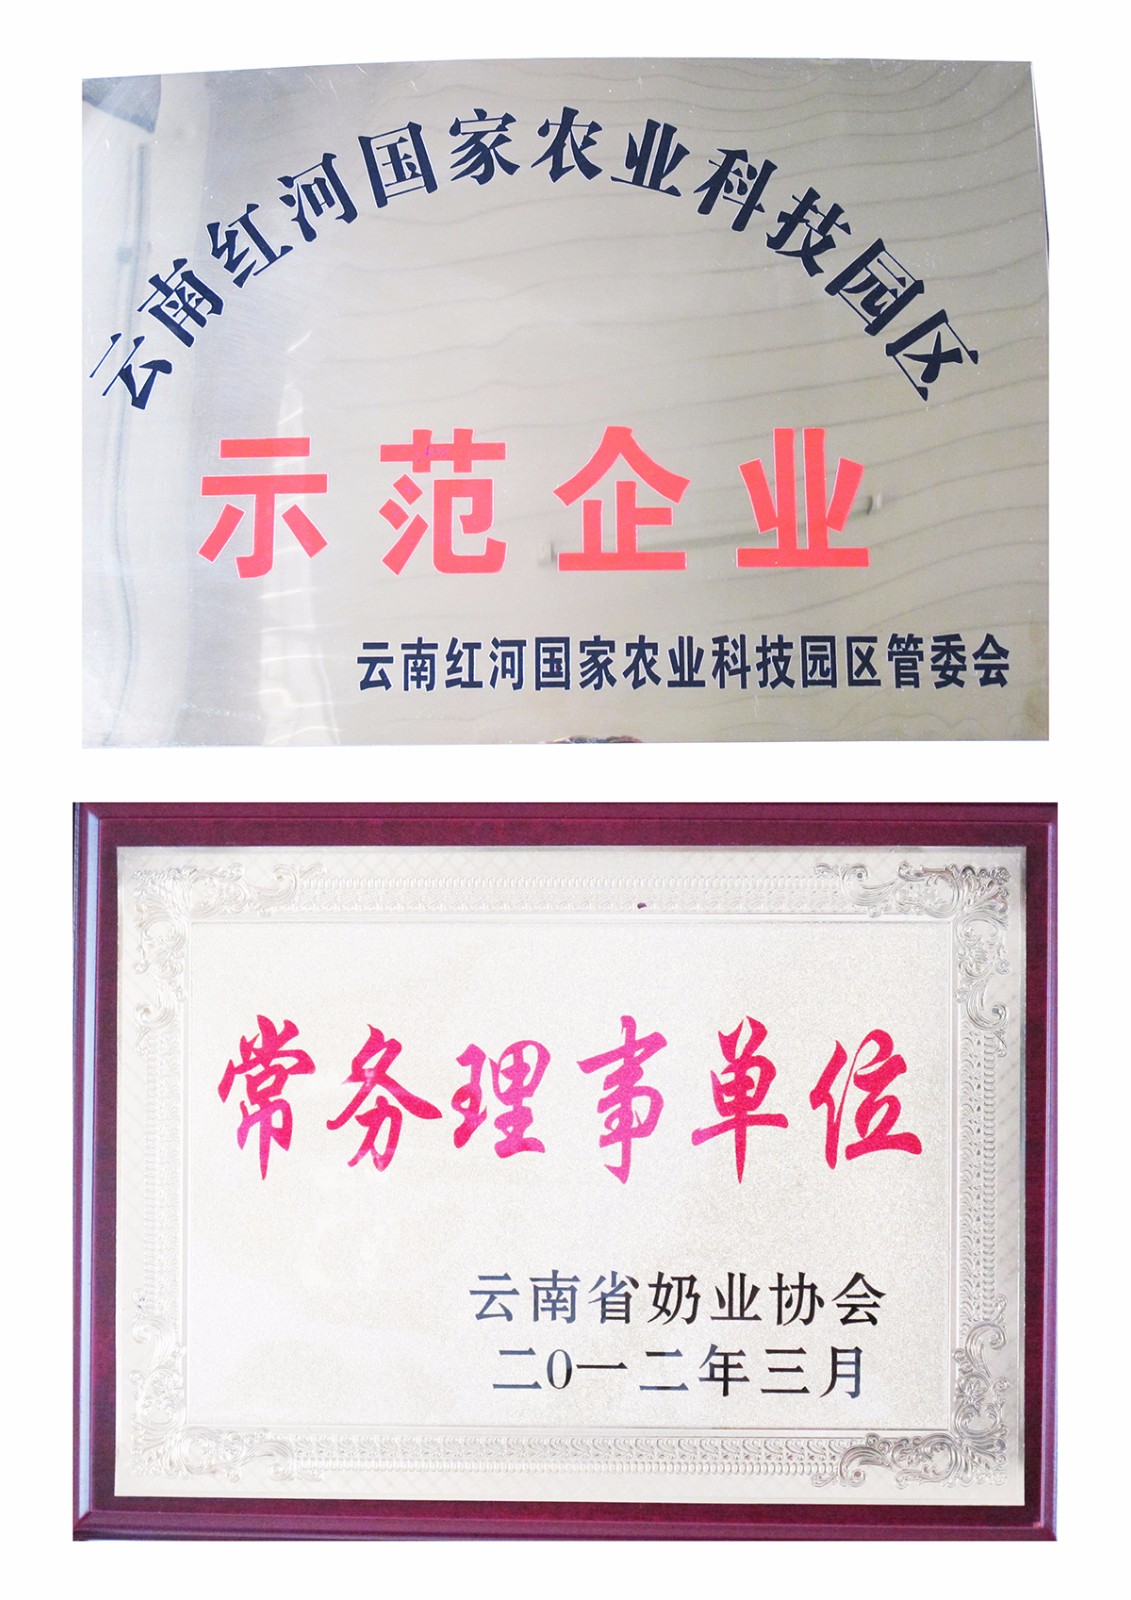 云南红河国家农业科技园区
示范企业
云南红河国家农业科技园区管委会
常务理事单位
云南省奶业协会
二0一二年三月